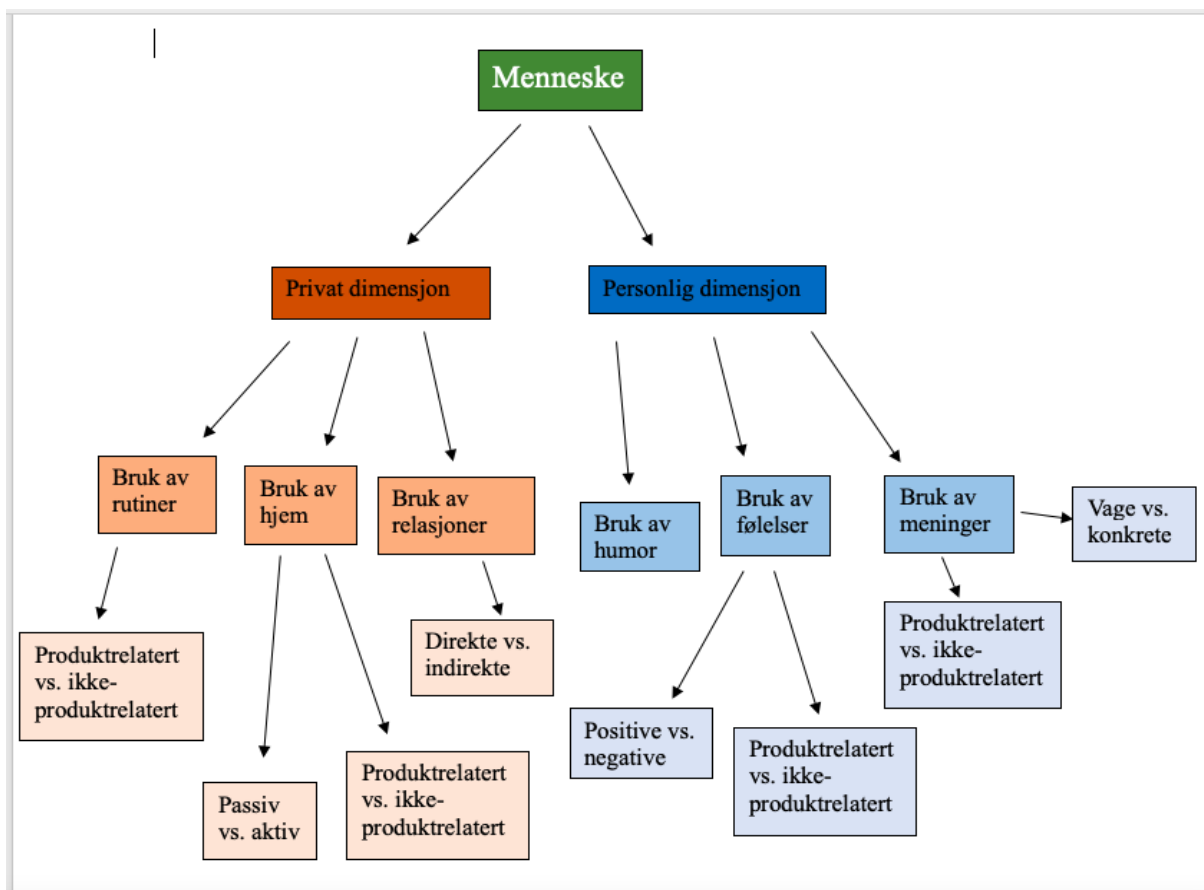 Menneske
Privat dimensjon
Personlig dimensjon
Bruk av
rutiner
Bruk av
hjem
Bruk av
relasjoner
Bruk av
humor
Bruk av
følelser
Bruk av
meninger
Vage vs.
konkrete
Produktrelatert
vs. ikke-
produktrelatert
Direkte vs.
indirekte
Produktrelatert
vs. ikke-
produktrelatert
Passiv
vs. aktiv
Produktrelatert
vs. ikke-
produktrelatert
Positive vs.
negative
Produktrelatert
vs. ikke-
produktrelatert